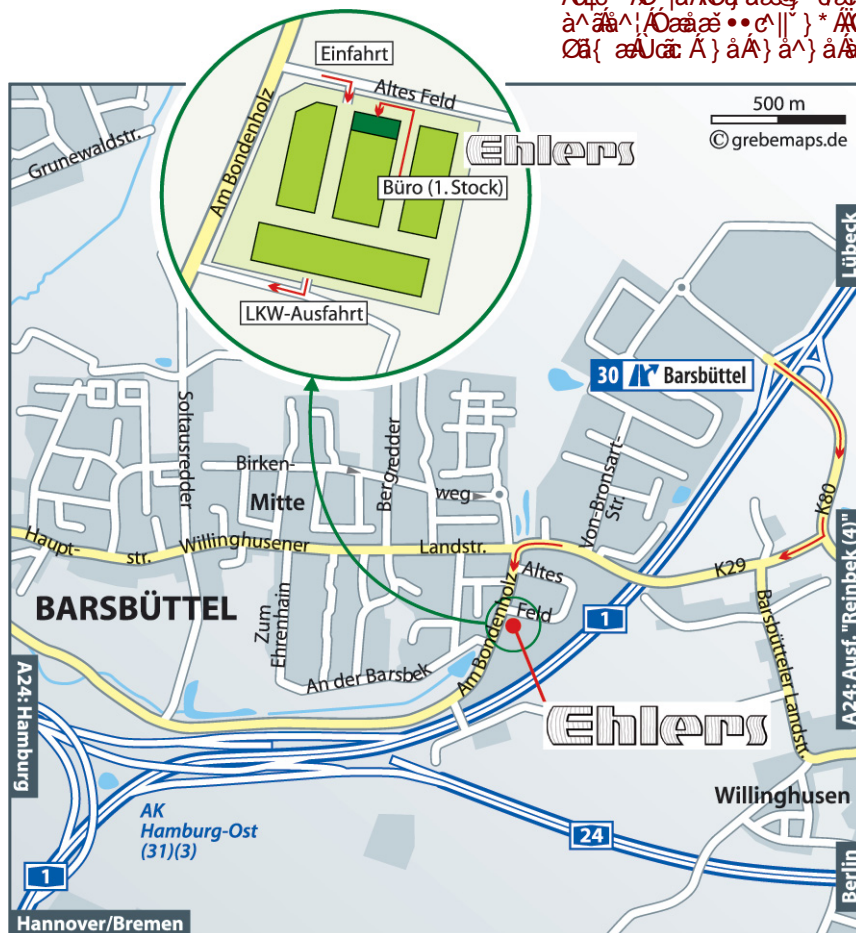 Einfahrt
Altes Feld
500 m
© grebemaps.de
Grunewaldstr.
Am Bondenholz
Ehlers
Büro (1. Stock)
LKW-Ausfahrt
Lübeck
30 Barsbüttel
Soltausredder
Bergredder
Birken-
weg
Mitte
Von-Bronsart-
Str.
K80
Haupt-
str.
Willinghusener
Landstr.
K29
Altes
Feld
BARSBÜTTEL
Zum
Ehrenhain
1
An der Barsbek
Am Bondenholz
Barsbütteler Landstr.
A24: Ausf. "Reinbek (4)"
A24: Hamburg
Ehlers
Willinghusen
AK
Hamburg-Ost
(31)(3)
24
1
Berlin
Hannover/Bremen